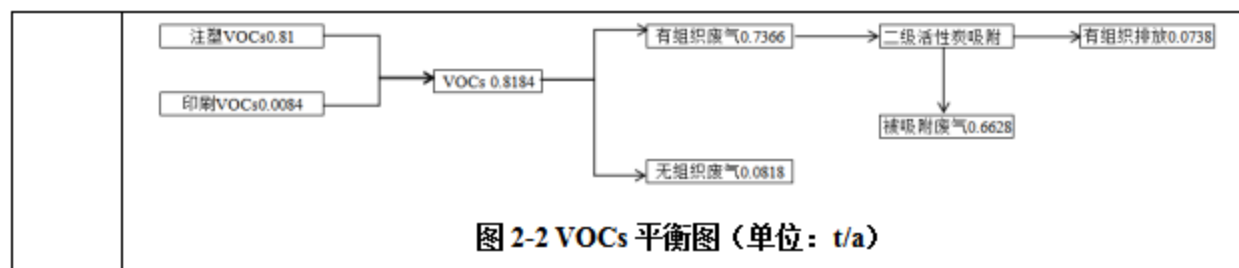 注塑VOCs0.81
印刷VOCs0.0084
VOCs 0.8184
有组织废气0.7366
二级活性炭吸附
有组织排放0.0738
被吸附废气0.6628
无组织废气0.0818
图 2-2 VOCs 平衡图（单位：t/a）